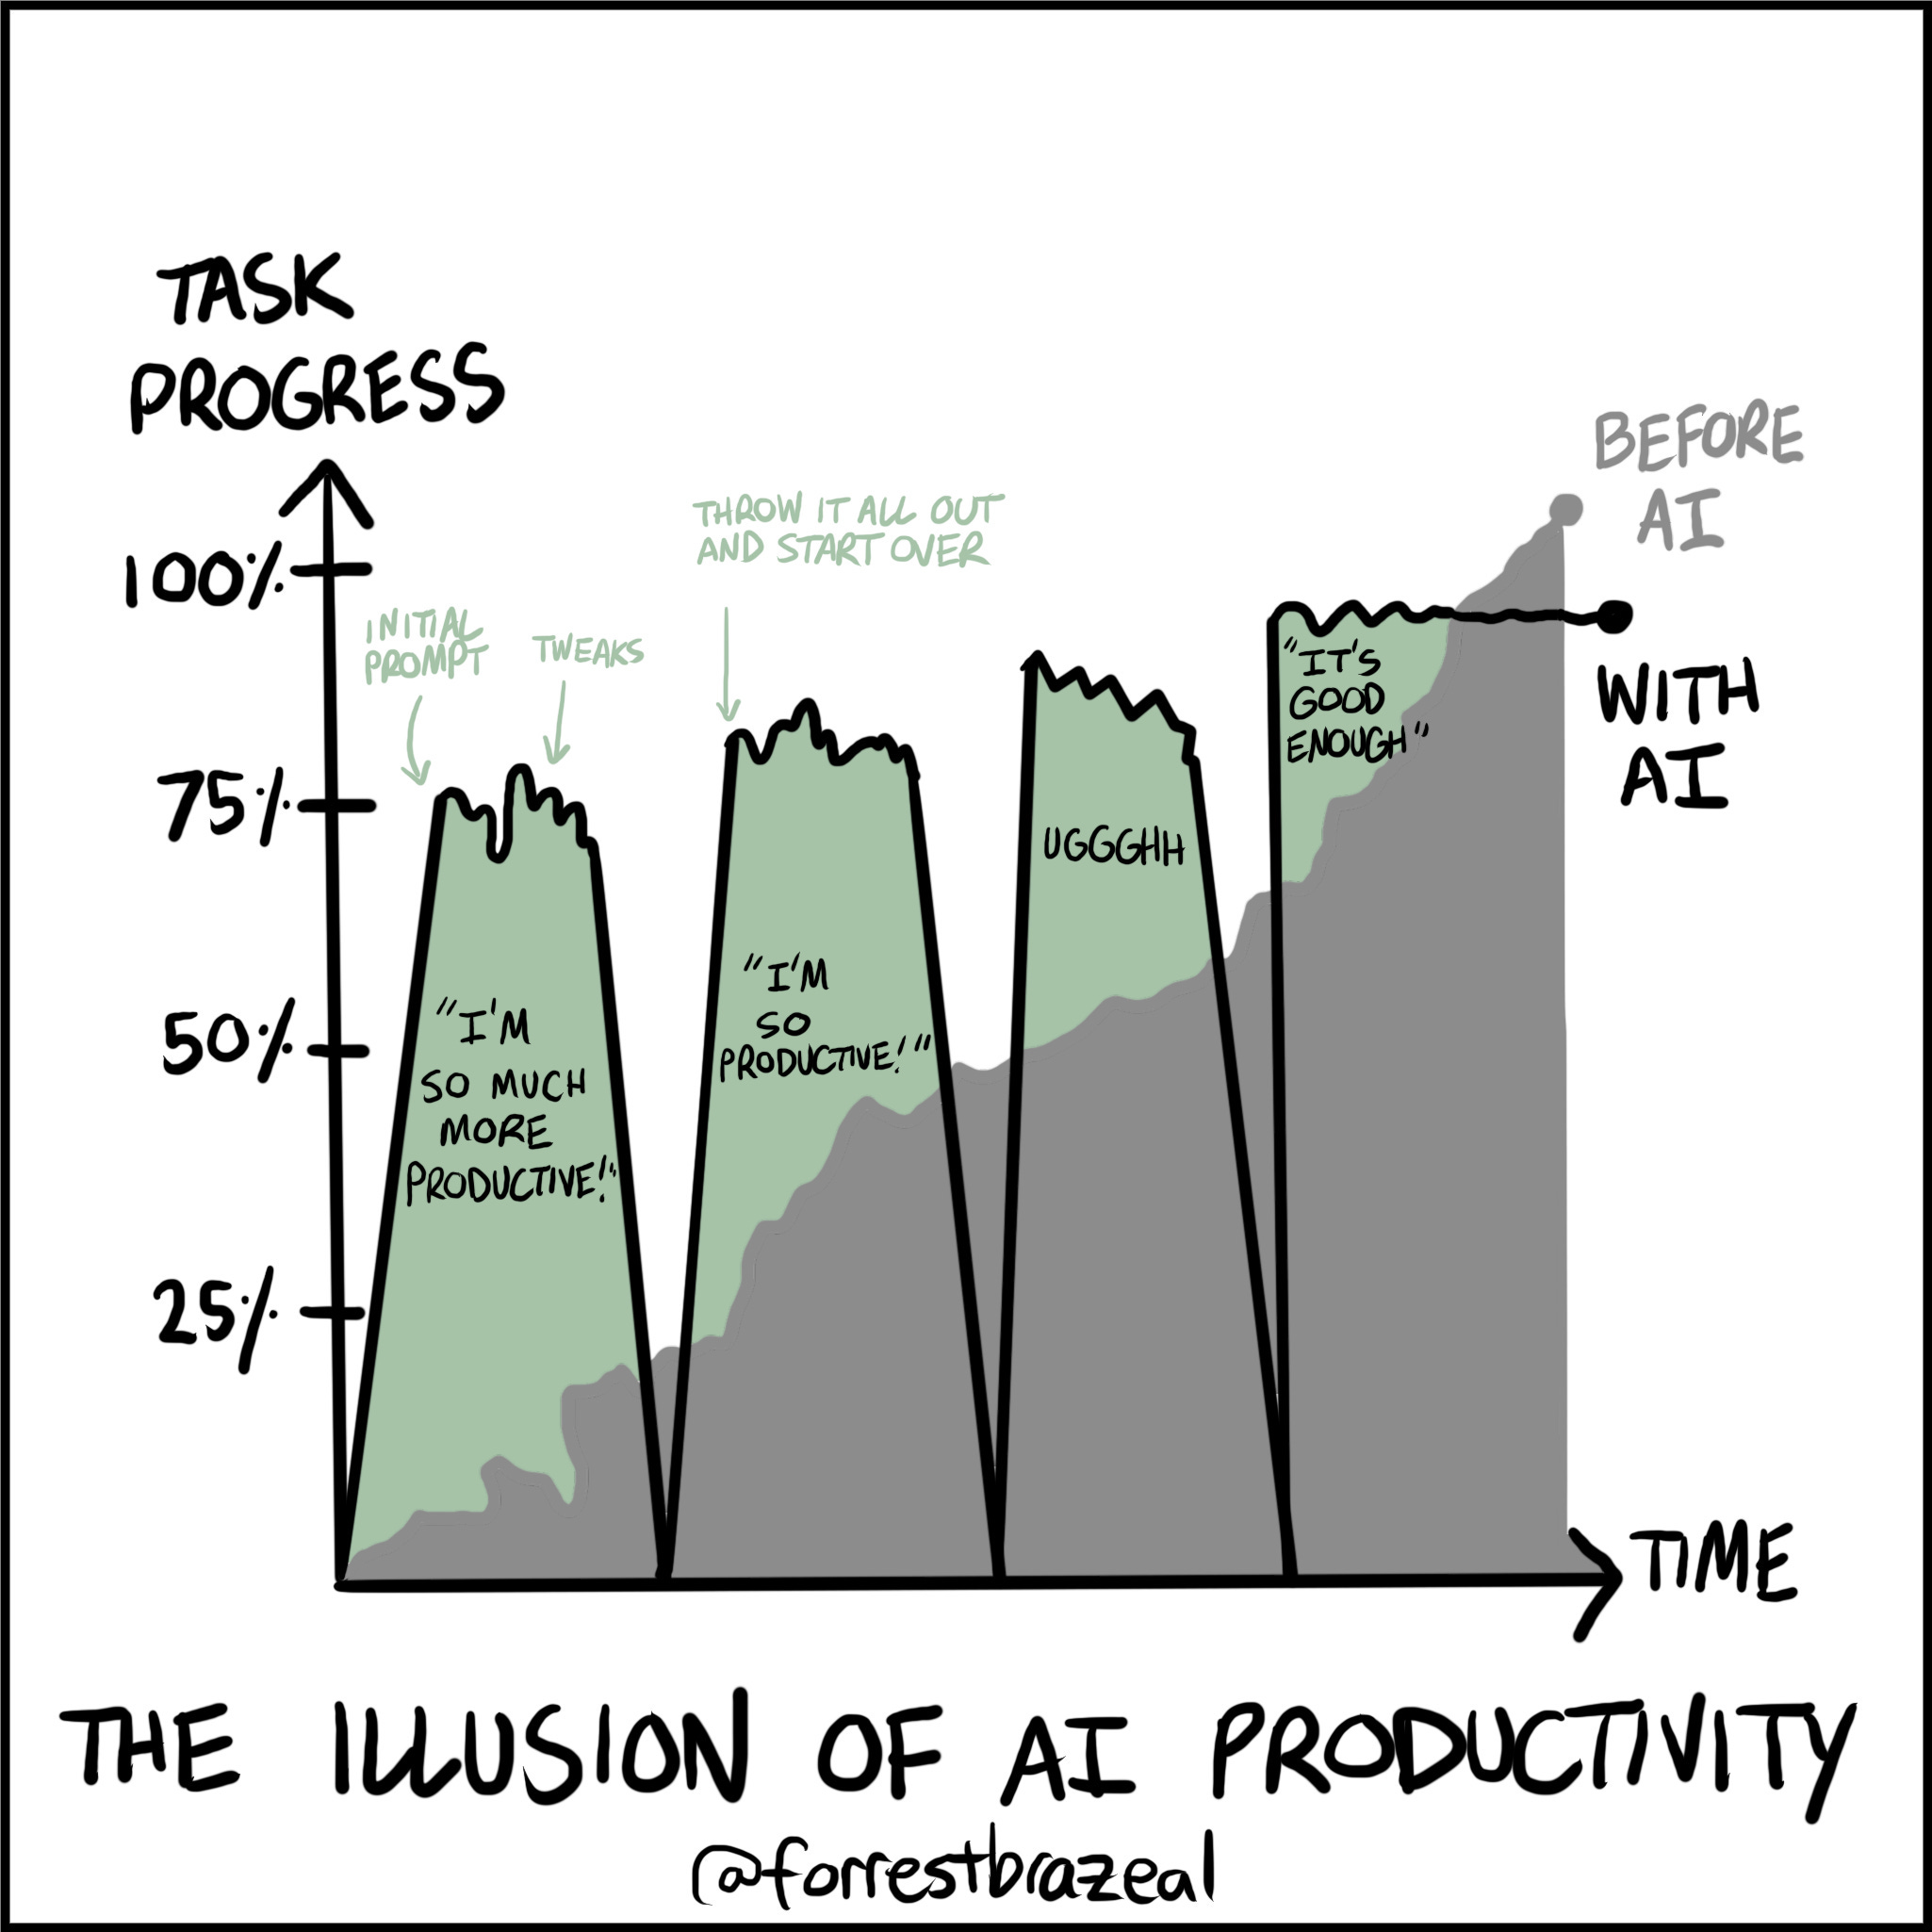 TASK
PROGRESS
100%
75%
50%
25%
INITIAL
PROMPT
TWEAKS
THROW IT ALL OUT
AND START OVER
BEFORE
AI
WITH
AI
"I'M
SO MUCH
MORE
PRODUCTIVE!"
"I'M
SO
PRODUCTIVE!"
UGGGHH
"IT'S
GOOD
ENOUGH"
TIME
THE ILLUSION OF AI PRODUCTIVITY
@forrestbrazeal